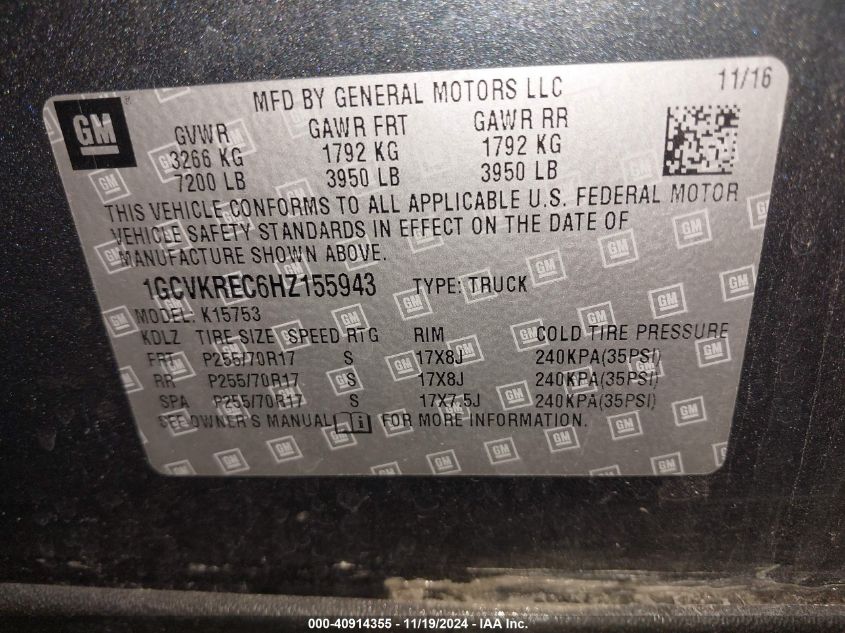 GM
MFD BY GENERAL MOTORS LLC
11/16
GVWR GAWR FRT GAWR RR
3266 KG 1792 KG 1792 KG
7200 LB 3950 LB 3950 LB
THIS VEHICLE CONFORMS TO ALL APPLICABLE U.S. FEDERAL MOTOR
VEHICLE SAFETY STANDARDS IN EFFECT ON THE DATE OF
MANUFACTURE SHOWN ABOVE.
1GCVKREC6HZ155943 TYPE: TRUCK
MODEL: K15753
KDLZ TIRE SIZE SPEED RTG RIM COLD TIRE PRESSURE
FRT P255/70R17 S 17X8J 240KPA(35PSI)
RR P255/70R17 S 17X8J 240KPA(35PSI)
SPA P255/70R17 S 17X7.5J 240KPA(35PSI)
SEE OWNER'S MANUAL FOR MORE INFORMATION.
000-40914355 - 11/19/2024 - IAA Inc.